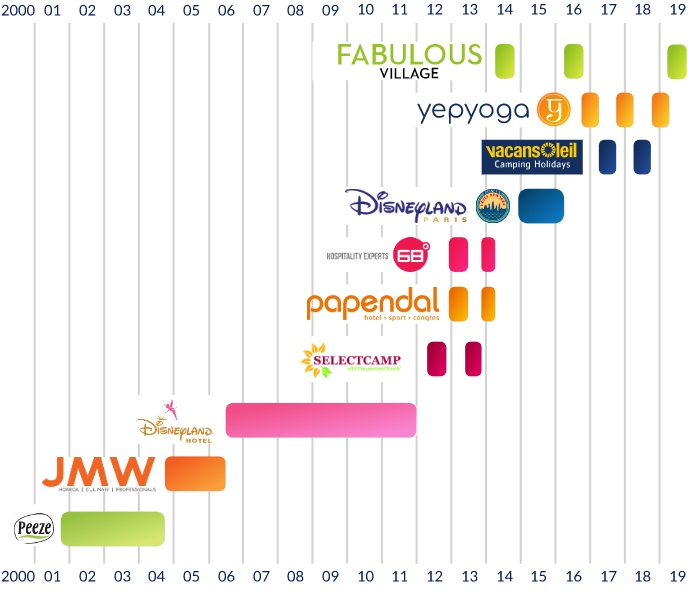 2000 01 02 03 04 05 06 07 08 09 10 11 12 13 14 15 16 17 18 19
FABULOUS
VILLAGE
yepyoga y
vacansoleil
Camping Holidays
Disneyland
PARIS
HOSPITALITY EXPERTS 68°
papendal
hotel • sport • congres
SELECTCAMP
Disneyland
HOTEL
JMW
HORECA | CULINAIR | PROFESSIONALS
Peeze
2000 01 02 03 04 05 06 07 08 09 10 11 12 13 14 15 16 17 18 19